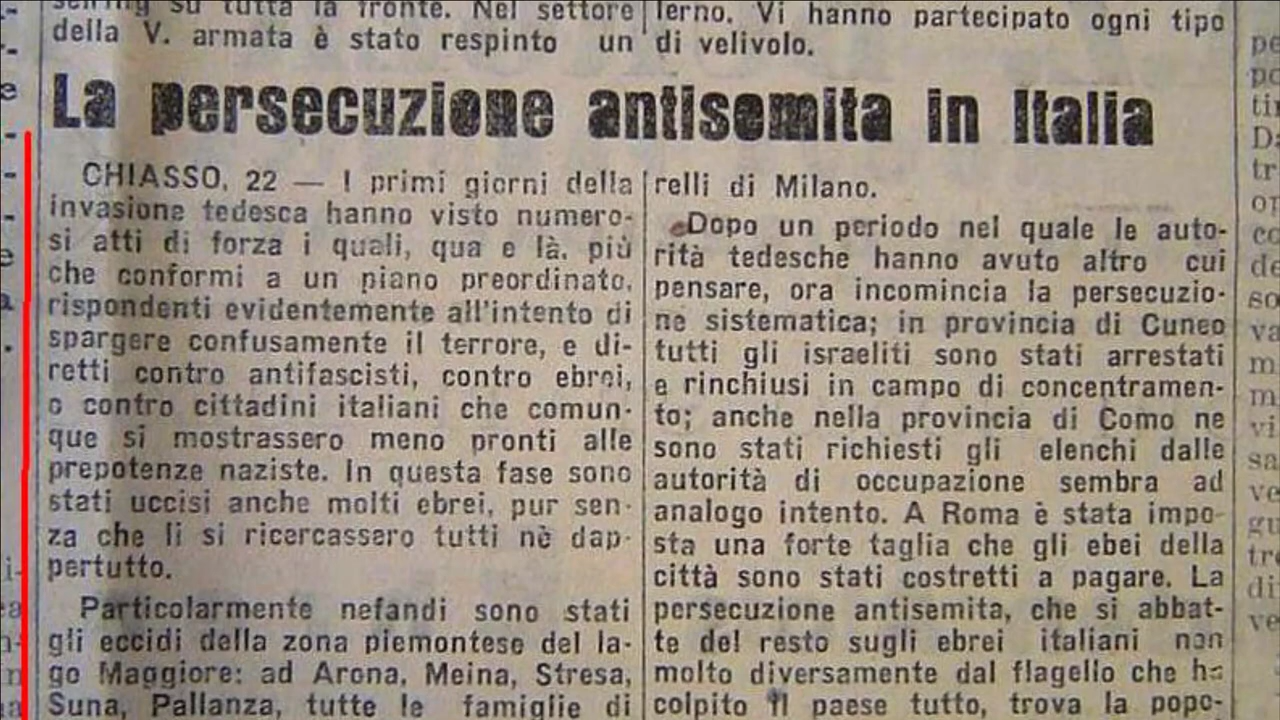 su tutta la fronte. Nel settore
della V. armata è stato respinto un
lerno. Vi hanno partecipato ogni tipo
di velivolo.
La persecuzione antisemita in Italia
CHIASSO, 22 — I primi giorni della
invasione tedesca hanno visto numero-
si atti di forza i quali, qua e là, più
che conformi a un piano preordinato,
rispondenti evidentemente all'intento di
spargere confusamente il terrore, e di-
retti contro antifascisti, contro ebrei,
o contro cittadini italiani che comun-
que si mostrassero meno pronti alle
prepotenze naziste. In questa fase sono
stati uccisi anche molti ebrei, pur sen-
za che li si ricercassero tutti nè dap-
pertutto.
Particolarmente nefandi sono stati
gli eccidi della zona piemontese del la-
go Maggiore: ad Arona, Meina, Stresa,
Suna, Pallanza, tutte le famiglie di
relli di Milano.
Dopo un periodo nel quale le auto-
rità tedesche hanno avuto altro cui
pensare, ora incomincia la persecuzio-
ne sistematica; in provincia di Cuneo
tutti gli israeliti sono stati arrestati
e rinchiusi in campo di concentramen-
to; anche nella provincia di Como ne
sono stati richiesti gli elenchi dalle
autorità di occupazione sembra ad
analogo intento. A Roma è stata impo-
sta una forte taglia che gli ebei della
città sono stati costretti a pagare. La
persecuzione antisemita, che si abbat-
te del resto sugli ebrei italiani non
molto diversamente dal flagello che ha
colpito il paese tutto, trova la popo-